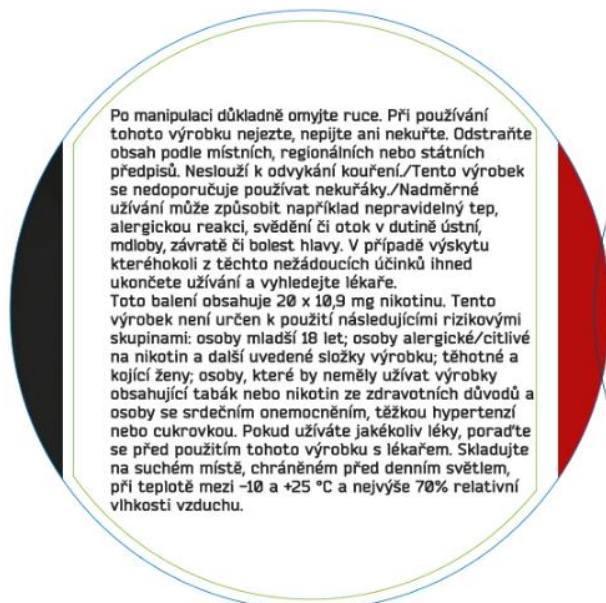 Po manipulaci důkladně omyjte ruce. Při používání
tohoto výrobku nejezte, nepijte ani nekuřte. Odstraňte
obsah podle místních, regionálních nebo státních
předpisů. Neslouží k odvykání kouření./Tento výrobek
se nedoporučuje používat nekuřáky./Nadměrné
užívání může způsobit například nepravidelný tep,
alergickou reakci, svědění či otok v dutině ústní,
mdloby, závratě či bolest hlavy. V případě výskytu
kteréhokoli z těchto nežádoucích účinků ihned
ukončete užívání a vyhledejte lékaře.
Toto balení obsahuje 20 x 10,9 mg nikotinu. Tento
výrobek není určen k použití následujícími rizikovými
skupinami: osoby mladší 18 let; osoby alergické/citlivé
na nikotin a další uvedené složky výrobku; těhotné a
kojící ženy; osoby, které by neměly užívat výrobky
obsahující tabák nebo nikotin ze zdravotních důvodů a
osoby se srdečním onemocněním, těžkou hypertenzí
nebo cukrovkou. Pokud užíváte jakékoliv léky, poraďte
se před použitím tohoto výrobku s lékařem. Skladujte
na suchém místě, chráněném před denním světlem,
při teplotě mezi -10 a +25 °C a nejvýše 70% relativní
vlhkosti vzduchu.